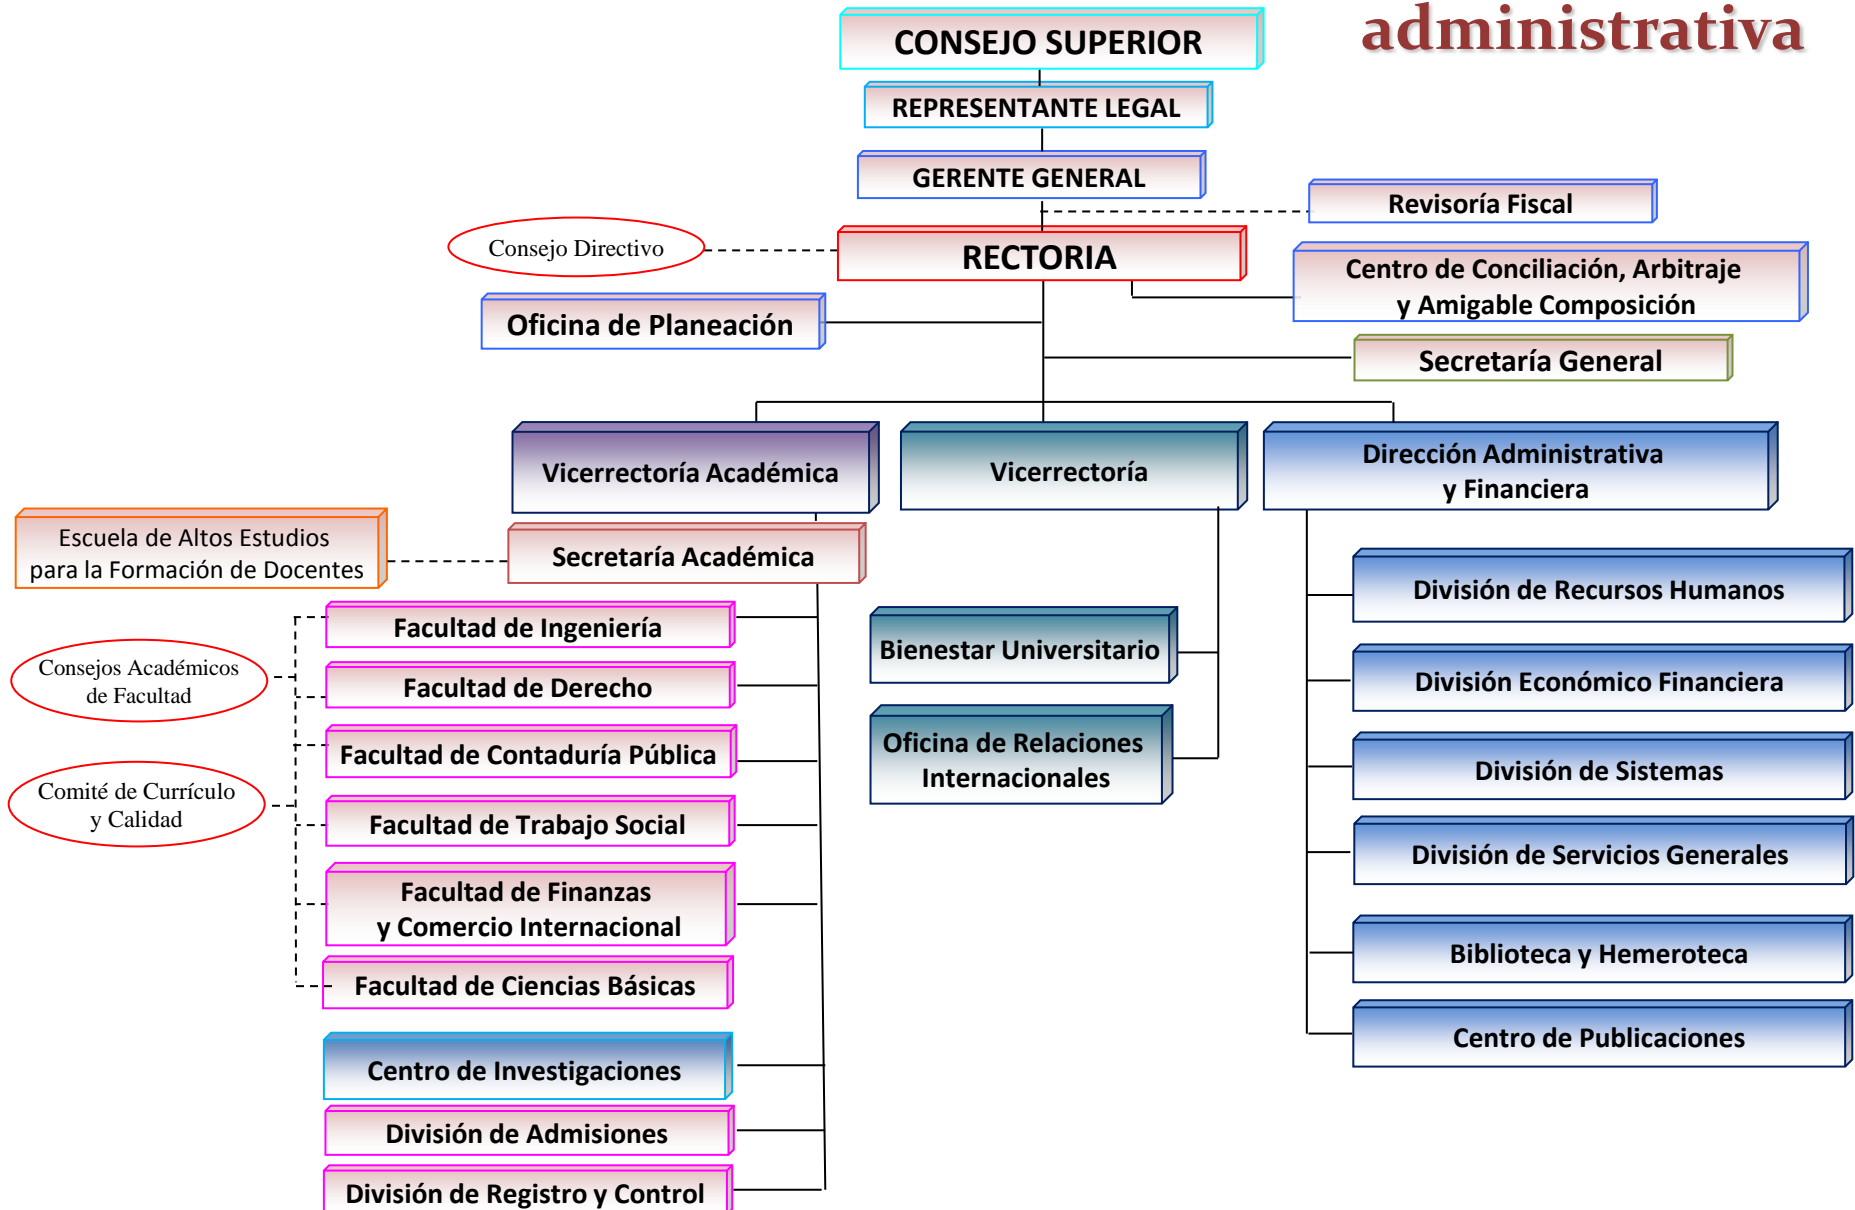 administrativa
CONSEJO SUPERIOR
REPRESENTANTE LEGAL
GERENTE GENERAL
Revisoría Fiscal
Consejo Directivo
RECTORIA
Centro de Conciliación, Arbitraje
y Amigable Composición
Oficina de Planeación
Secretaría General
Vicerrectoría Académica
Vicerrectoría
Dirección Administrativa
y Financiera
Escuela de Altos Estudios
para la Formación de Docentes
Secretaría Académica
Facultad de Ingeniería
Consejos Académicos
de Facultad
Facultad de Derecho
Facultad de Contaduría Pública
Comité de Currículo
y Calidad
Facultad de Trabajo Social
Facultad de Finanzas
y Comercio Internacional
Facultad de Ciencias Básicas
Centro de Investigaciones
División de Admisiones
División de Registro y Control
Bienestar Universitario
Oficina de Relaciones
Internacionales
División de Recursos Humanos
División Económico Financiera
División de Sistemas
División de Servicios Generales
Biblioteca y Hemeroteca
Centro de Publicaciones